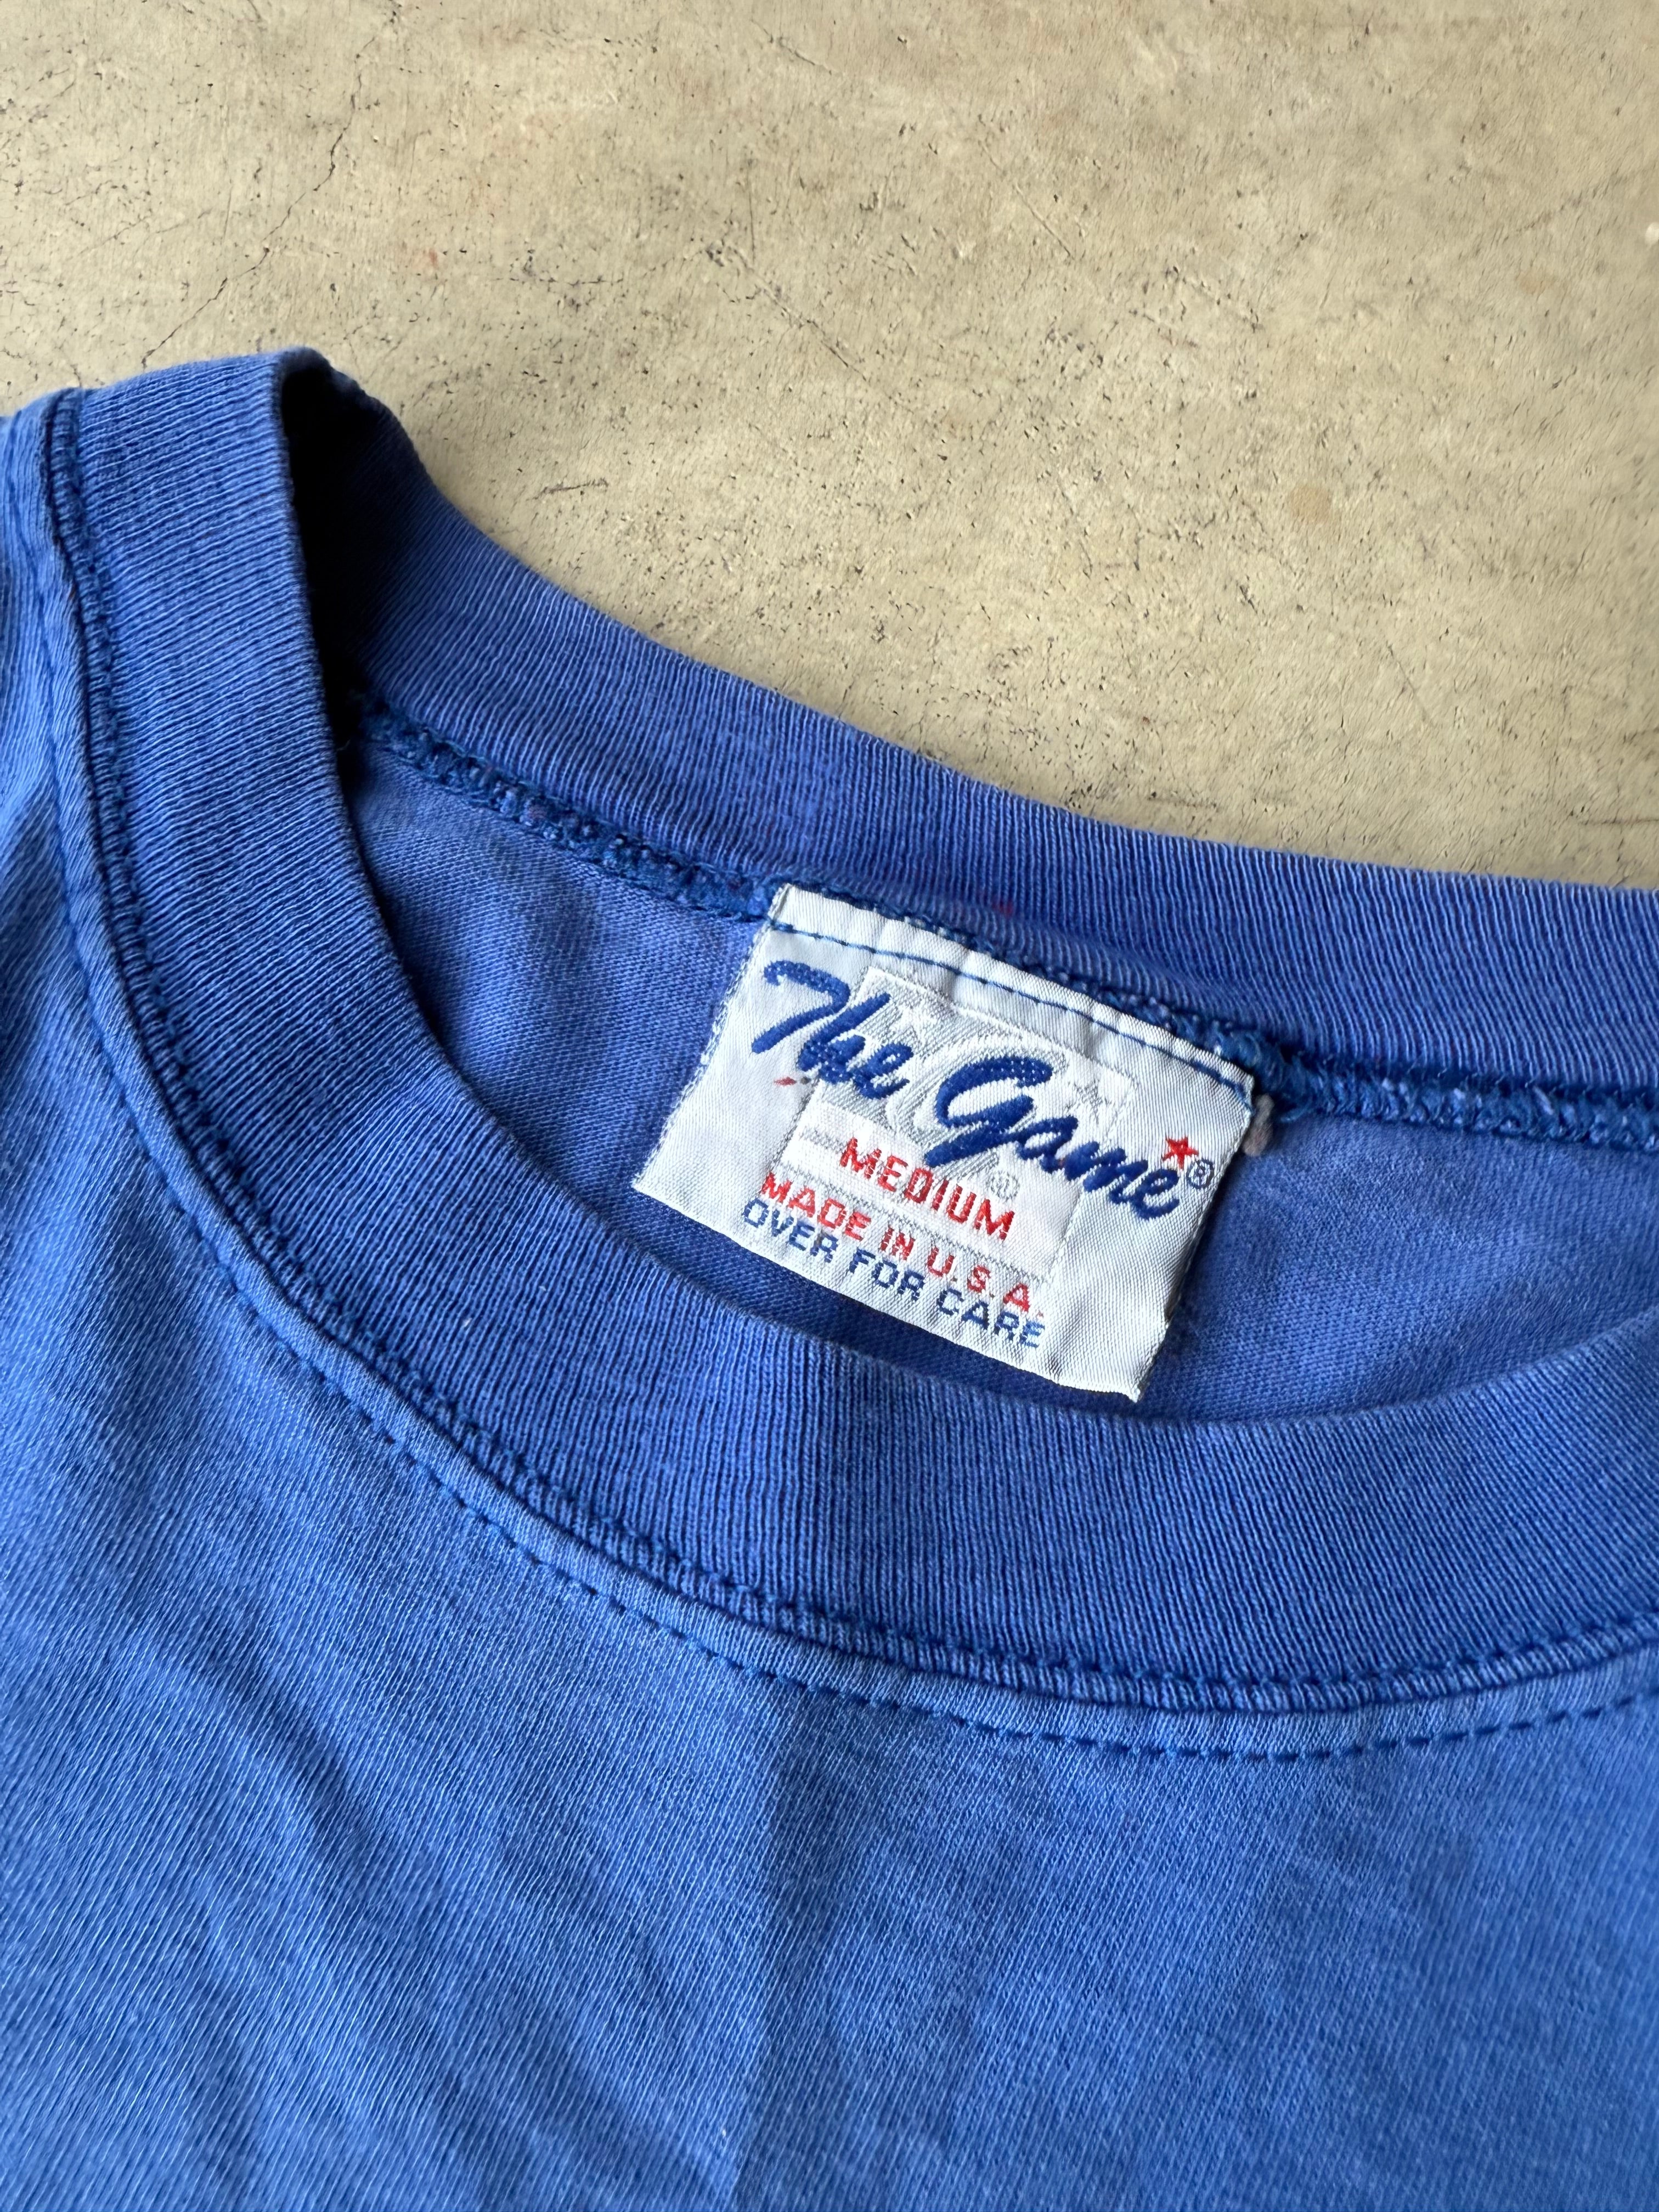 The Game®
MEDIUM
MADE IN U.S.A.
OVER FOR CARE